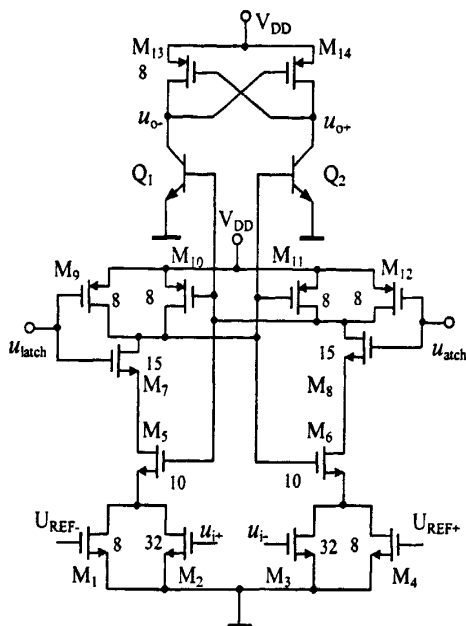 V_DD
M_13 M_14
8
u_o- u_o+
Q_1 Q_2
V_DD
M_9 M_10 M_11 M_12
8 8 8 8
u_latch u_atch
15 15
M_7 M_8
M_5 M_6
10 10
U_REF- u_i+ u_i- U_REF+
8 32 32 8
M_1 M_2 M_3 M_4